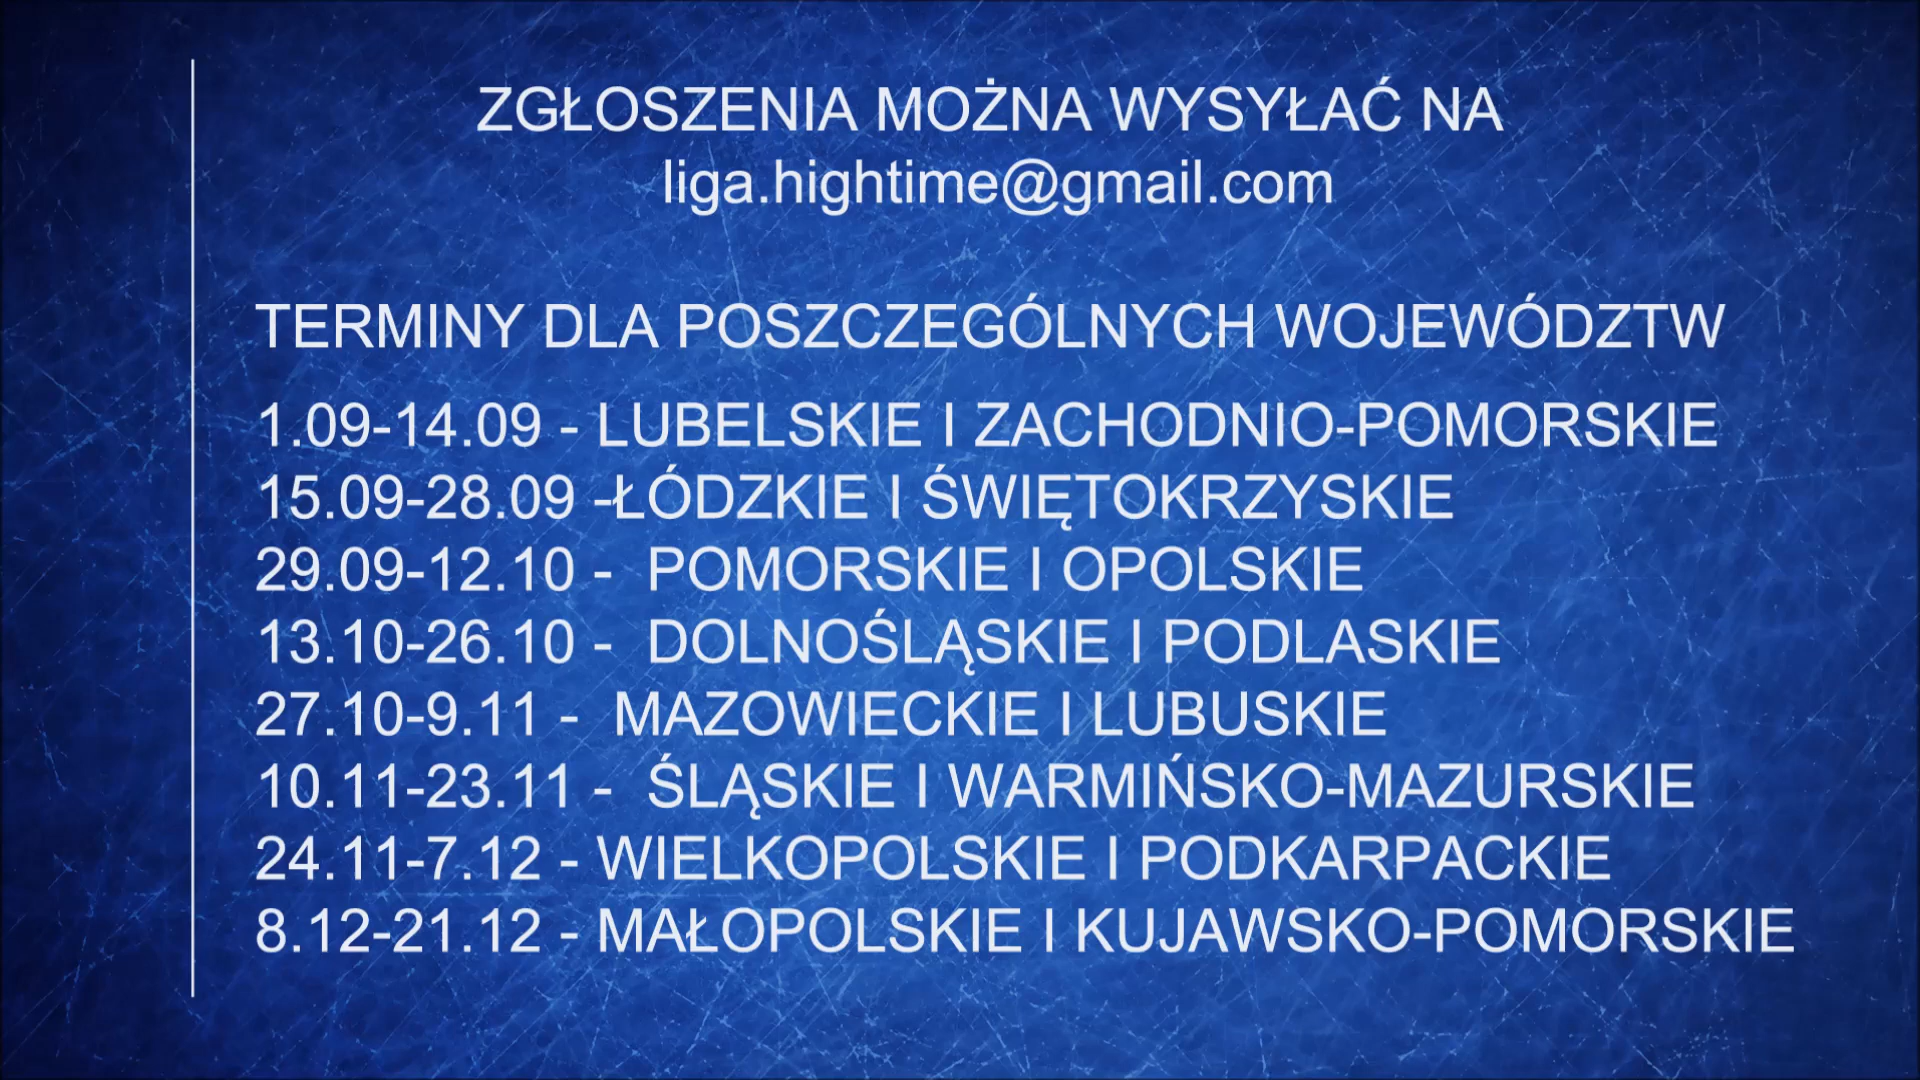 ZGŁOSZENIA MOŻNA WYSYŁAĆ NA
liga.hightime@gmail.com
TERMINY DLA POSZCZEGÓLNYCH WOJEWÓDZTW
1.09-14.09 - LUBELSKIE I ZACHODNIO-POMORSKIE
15.09-28.09 -ŁÓDZKIE I ŚWIĘTOKRZYSKIE
29.09-12.10 - POMORSKIE I OPOLSKIE
13.10-26.10 - DOLNOŚLĄSKIE I PODLASKIE
27.10-9.11 - MAZOWIECKIE I LUBUSKIE
10.11-23.11 - ŚLĄSKIE I WARMIŃSKO-MAZURSKIE
24.11-7.12 - WIELKOPOLSKIE I PODKARPACKIE
8.12-21.12 - MAŁOPOLSKIE I KUJAWSKO-POMORSKIE